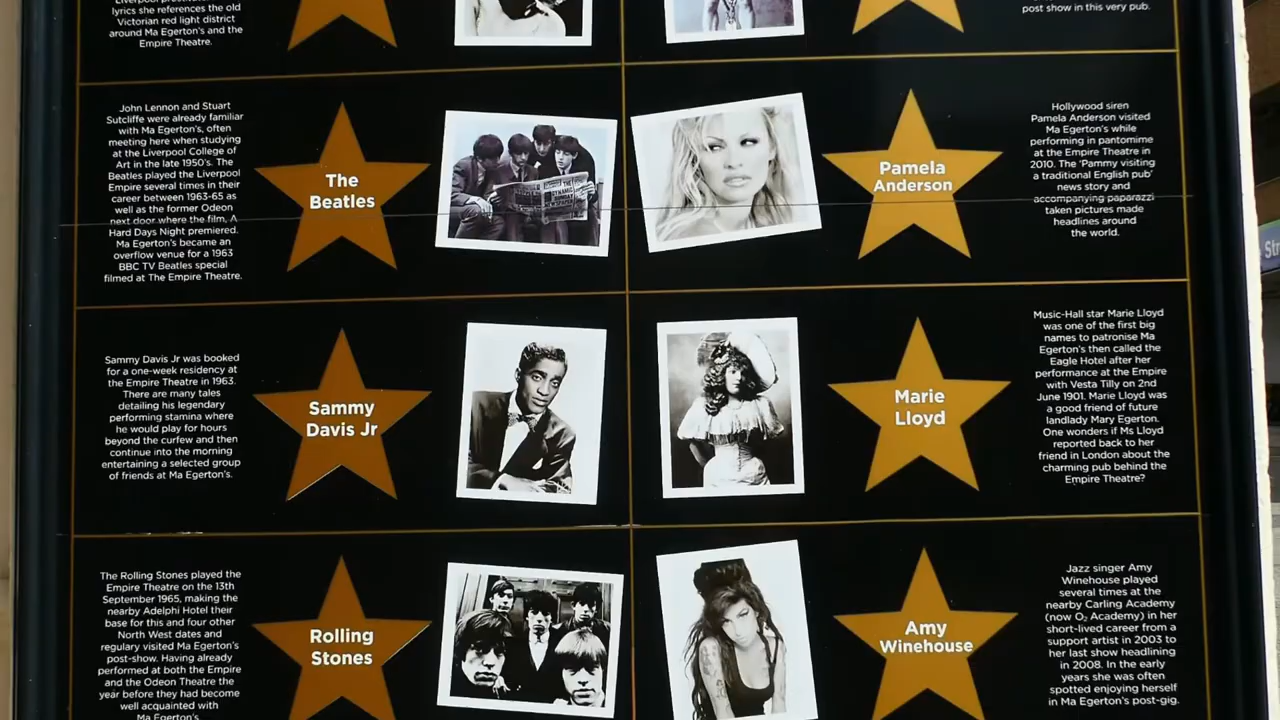 Liverpool
lyrics she references the old
Victorian red light district
around Ma Egerton's and the
Empire Theatre.
post show in this very pub.
John Lennon and Stuart
Sutcliffe were already familiar
with Ma Egerton's, often
meeting here when studying
at the Liverpool College of
Art in the late 1950's. The
Beatles played the Liverpool
Empire several times in their
career between 1963-65 as
well as the former Odeon
next door where the film, A
Hard Days Night premiered.
Ma Egerton's became an
overflow venue for a 1963
BBC TV Beatles special
filmed at The Empire Theatre.
The
Beatles
Pamela
Anderson
Hollywood siren
Pamela Anderson visited
Ma Egerton's while
performing in pantomime
at the Empire Theatre in
2010. The 'Pammy visiting
a traditional English pub'
news story and
accompanying paparazzi
taken pictures made
headlines around
the world.
Sammy Davis Jr was booked
for a one-week residency at
the Empire Theatre in 1963.
There are many tales
detailing his legendary
performing stamina where
he would play for hours
beyond the curfew and then
continue into the morning
entertaining a selected group
of friends at Ma Egerton's.
Sammy
Davis Jr
Marie
Lloyd
Music-Hall star Marie Lloyd
was one of the first big
names to patronise Ma
Egerton's then called the
Eagle Hotel after her
performance at the Empire
with Vesta Tilly on 2nd
June 1901. Marie Lloyd was
a good friend of future
landlady Mary Egerton.
One wonders if Ms Lloyd
reported back to her
friend in London about the
charming pub behind the
Empire Theatre?
The Rolling Stones played the
Empire Theatre on the 13th
September 1965, making the
nearby Adelphi Hotel their
base for this and four other
North West dates and
regulary visited Ma Egerton's
post-show. Having already
performed at both the Empire
and the Odeon Theatre the
year before they had become
well acquainted with
Ma Egerton's.
Rolling
Stones
Amy
Winehouse
Jazz singer Amy
Winehouse played
several times at the
nearby Carling Academy
(now O₂ Academy) in her
short-lived career from a
support artist in 2003 to
her last show headlining
in 2008. In the early
years she was often
spotted enjoying herself
in Ma Egerton's post-gig.